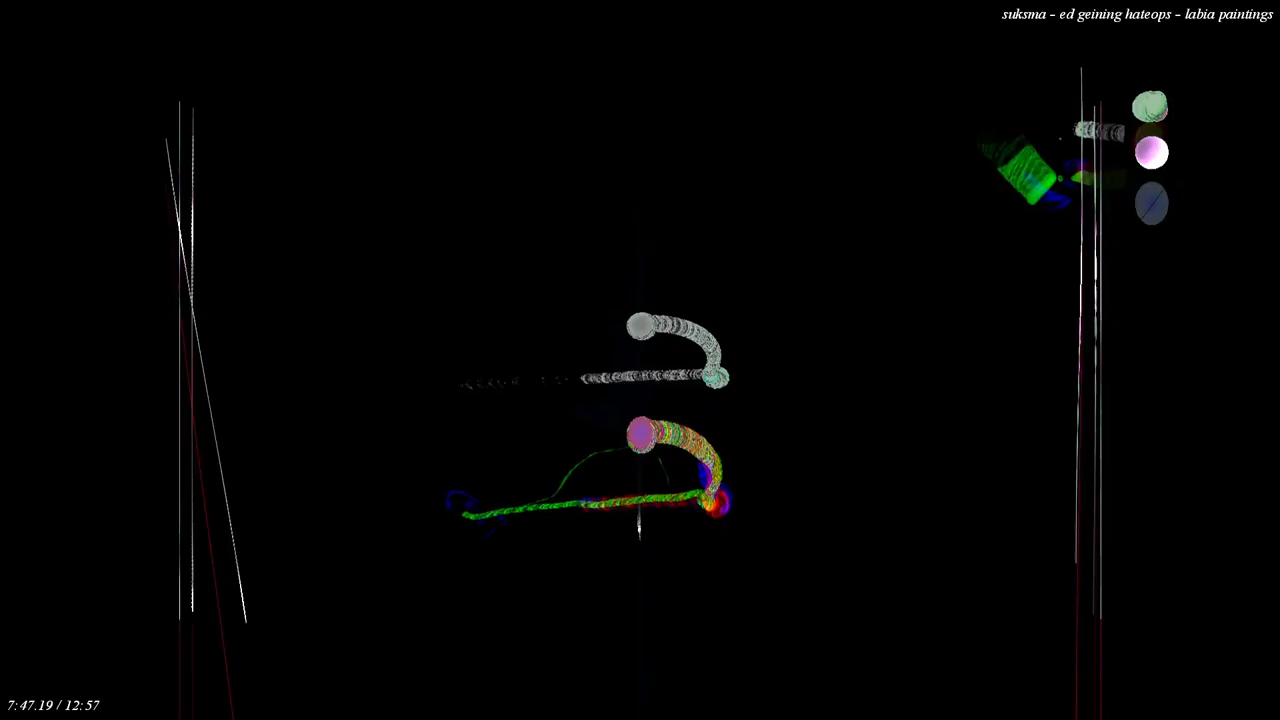 suksma - ed geining hateops - labia paintings
7:47.19 / 12:57